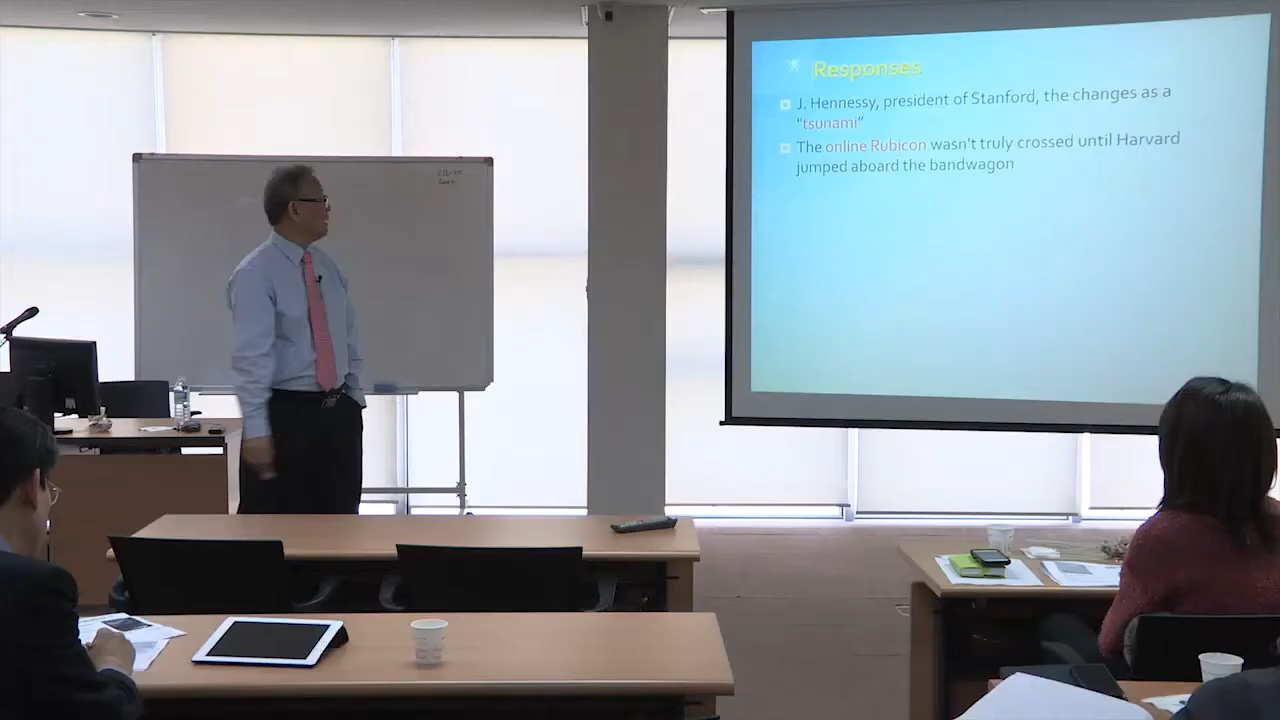 Responses
J. Hennessy, president of Stanford, the changes as a
"tsunami"
The online Rubicon wasn't truly crossed until Harvard
jumped aboard the bandwagon